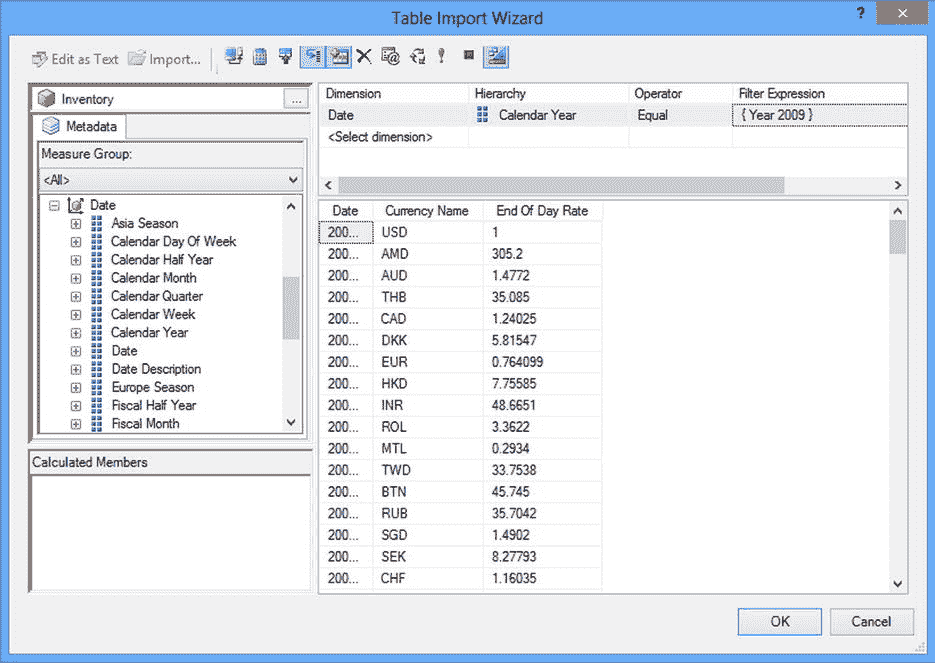 Table Import Wizard
?
Edit as Text Import...
Inventory
...
Metadata
Measure Group:
<All>
Date
Asia Season
Calendar Day Of Week
Calendar Half Year
Calendar Month
Calendar Quarter
Calendar Week
Calendar Year
Date
Date Description
Europe Season
Fiscal Half Year
Fiscal Month
Calculated Members
Dimension Hierarchy Operator Filter Expression
Date Calendar Year Equal { Year 2009 }
<Select dimension>
Date Currency Name End Of Day Rate
200... USD 1
200... AMD 305.2
200... AUD 1.4772
200... THB 35.085
200... CAD 1.24025
200... DKK 5.81547
200... EUR 0.764099
200... HKD 7.75585
200... INR 48.6651
200... ROL 3.3622
200... MTL 0.2934
200... TWD 33.7538
200... BTN 45.745
200... RUB 35.7042
200... SGD 1.4902
200... SEK 8.27793
200... CHF 1.16035
OK Cancel